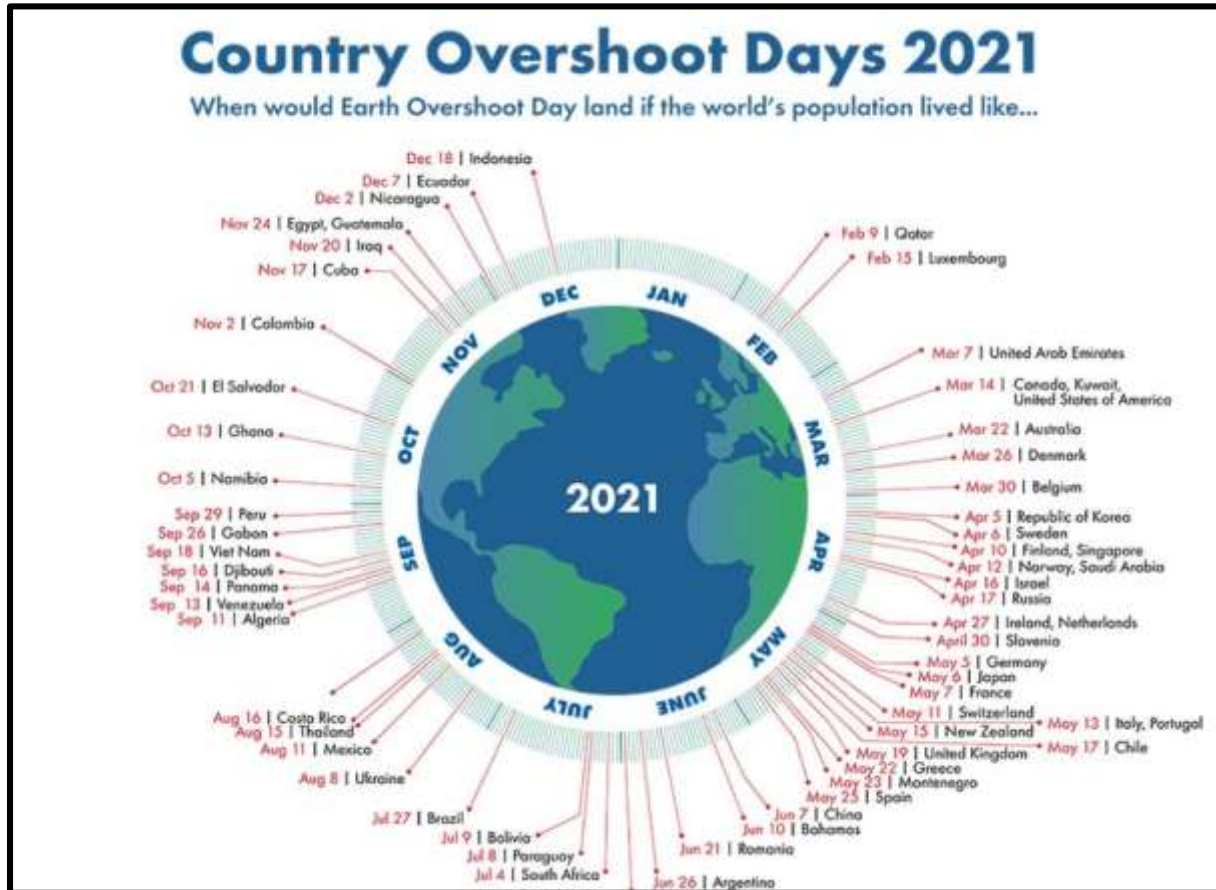 Country Overshoot Days 2021
When would Earth Overshoot Day land if the world's population lived like...
Dec 18 | Indonesia
Dec 7 | Ecuador
Dec 2 | Nicaragua
Nov 24 | Egypt, Guatemala
Nov 20 | Iraq
Nov 17 | Cuba
Nov 2 | Colombia
Oct 21 | El Salvador
Oct 13 | Ghana
Oct 5 | Namibia
Sep 29 | Peru
Sep 26 | Gabon
Sep 18 | Viet Nam
Sep 16 | Djibouti
Sep 14 | Panama
Sep 13 | Venezuela
Sep 11 | Algeria
Aug 16 | Costa Rica
Aug 15 | Thailand
Aug 11 | Mexico
Aug 8 | Ukraine
Jul 27 | Brazil
Jul 9 | Bolivia
Jul 8 | Paraguay
Jul 4 | South Africa
Feb 9 | Qatar
Feb 15 | Luxembourg
Mar 7 | United Arab Emirates
Mar 14 | Canada, Kuwait,
United States of America
Mar 22 | Australia
Mar 26 | Denmark
Mar 30 | Belgium
Apr 5 | Republic of Korea
Apr 6 | Sweden
Apr 10 | Finland, Singapore
Apr 12 | Norway, Saudi Arabia
Apr 16 | Israel
Apr 17 | Russia
Apr 27 | Ireland, Netherlands
April 30 | Slovenia
May 5 | Germany
May 6 | Japan
May 7 | France
May 11 | Switzerland
May 13 | Italy, Portugal
May 15 | New Zealand
May 17 | Chile
May 19 | United Kingdom
May 22 | Greece
May 23 | Montenegro
May 25 | Spain
Jun 7 | China
Jun 10 | Bahamas
Jun 21 | Romania
Jun 26 | Argentina
JAN
FEB
MAR
APR
MAY
JUNE
JULY
AUG
SEP
OCT
NOV
DEC
2021